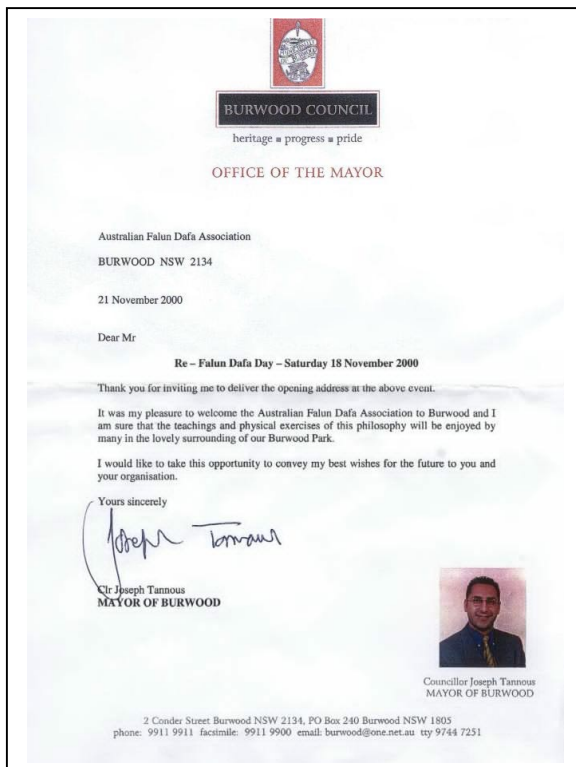 BURWOOD COUNCIL
heritage ■ progress ■ pride
OFFICE OF THE MAYOR
Australian Falun Dafa Association
BURWOOD NSW 2134
21 November 2000
Dear Mr
Re – Falun Dafa Day – Saturday 18 November 2000
Thank you for inviting me to deliver the opening address at the above event.
It was my pleasure to welcome the Australian Falun Dafa Association to Burwood and I
am sure that the teachings and physical exercises of this philosophy will be enjoyed by
many in the lovely surrounding of our Burwood Park.
I would like to take this opportunity to convey my best wishes for the future to you and
your organisation.
Yours sincerely
Joseph Tannous
Clr Joseph Tannous
MAYOR OF BURWOOD
Councillor Joseph Tannous
MAYOR OF BURWOOD
2 Conder Street Burwood NSW 2134, PO Box 240 Burwood NSW 1805
phone: 9911 9911 facsimile: 9911 9900 email: burwood@one.net.au tty 9744 7251